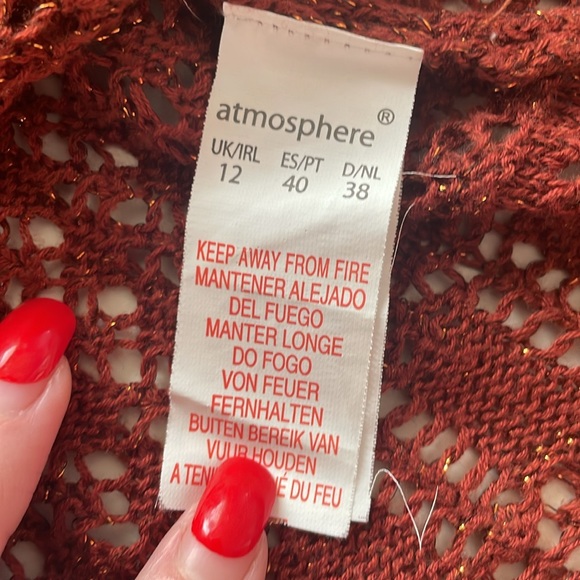 atmosphere®
UK/IRL ES/PT D/NL
12 40 38
KEEP AWAY FROM FIRE
MANTENER ALEJADO
DEL FUEGO
MANTER LONGE
DO FOGO
VON FEUER
FERNHALTEN
BUITEN BEREIK VAN
VUUR HOUDEN
A DU FEU